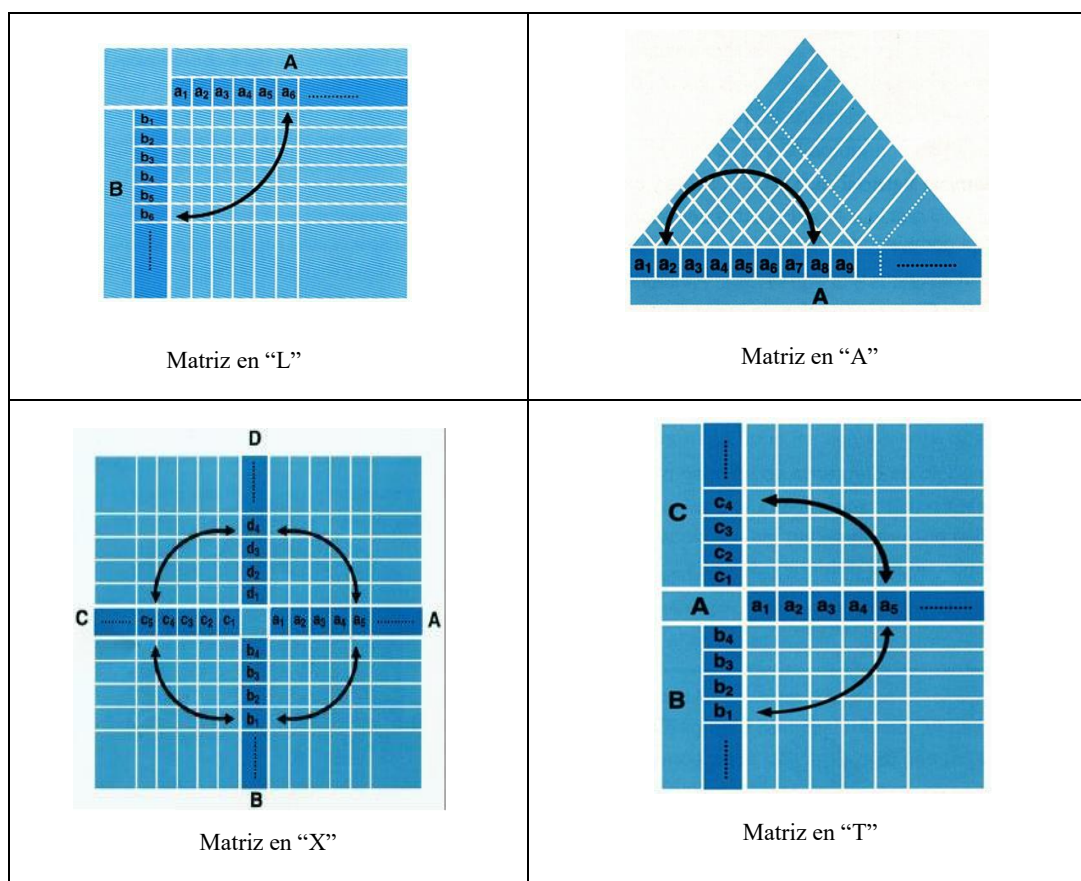 A
a1 a2 a3 a4 a5 a6 ............
b1
b2
b3
b4
B
b5
b6
..........
Matriz en “L”
a1 a2 a3 a4 a5 a6 a7 a8 a9 .............
A
Matriz en “A”
D
..........
d4
d3
d2
d1
C ......... c5 c4 c3 c2 c1 a1 a2 a3 a4 a5 .......... A
b4
b3
b2
b1
..........
B
Matriz en “X”
..........
C
c4
c3
c2
c1
A a1 a2 a3 a4 a5 .............
b4
b3
B
b2
b1
..........
Matriz en “T”